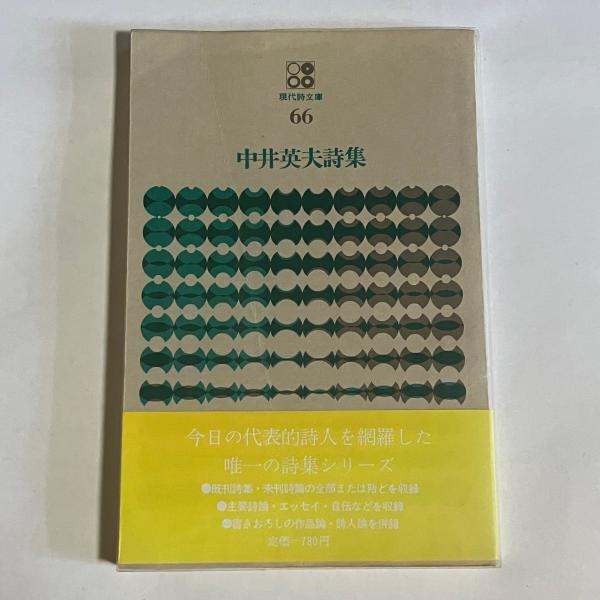 現代詩文庫
66
中井英夫詩集
今日の代表的詩人を網羅した
唯一の詩集シリーズ
●既刊詩集・未刊詩篇の全部または殆どを収録
●主要詩論・エッセイ・自伝などを収録
●書きおろしの作品論・詩人論を併録
定価—780円